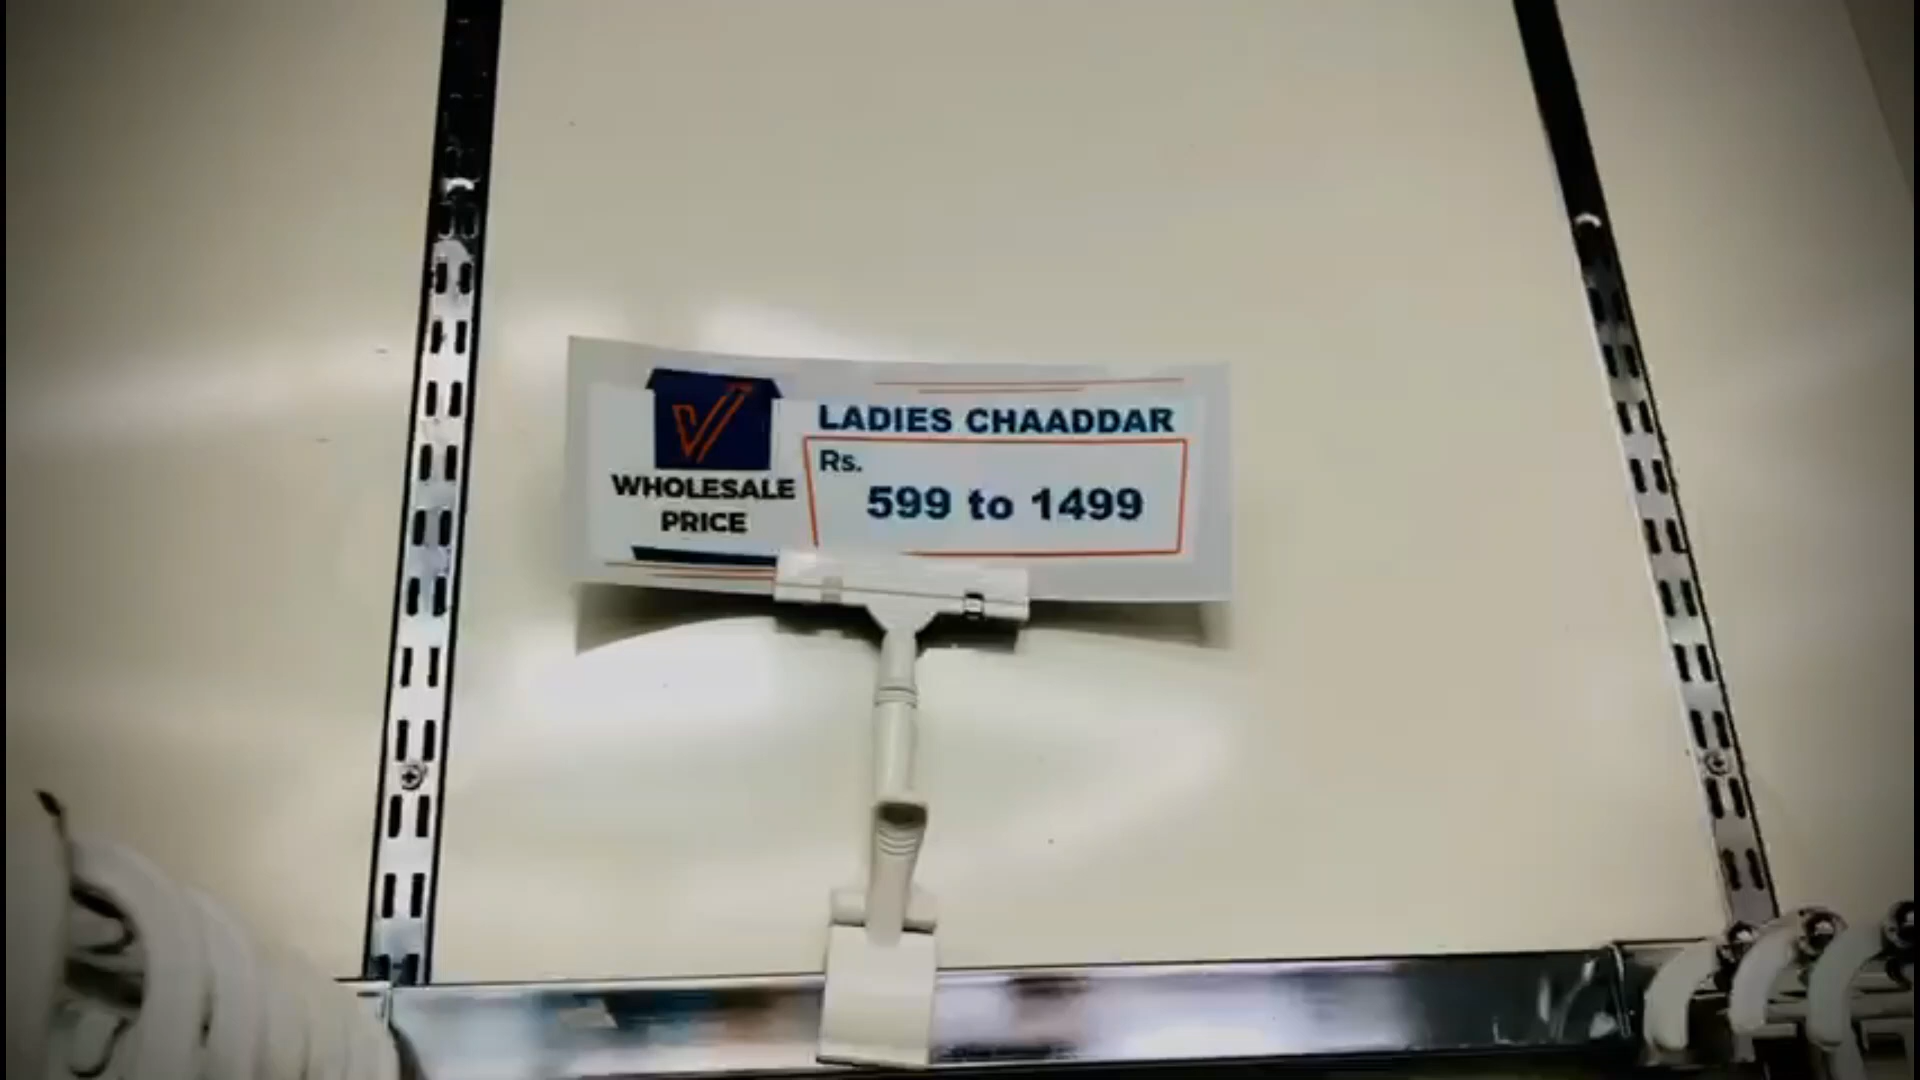 WHOLESALE
PRICE
LADIES CHAADDAR
Rs.
599 to 1499